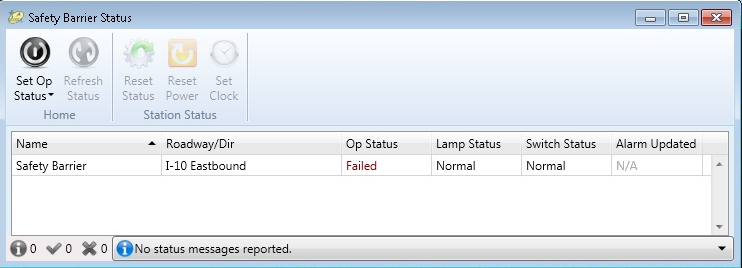 Safety Barrier Status
Set Op Status
Refresh Status
Reset Status
Reset Power
Set Clock
Home
Station Status
Name Roadway/Dir Op Status Lamp Status Switch Status Alarm Updated
Safety Barrier I-10 Eastbound Failed Normal Normal N/A
0 0 0 No status messages reported.